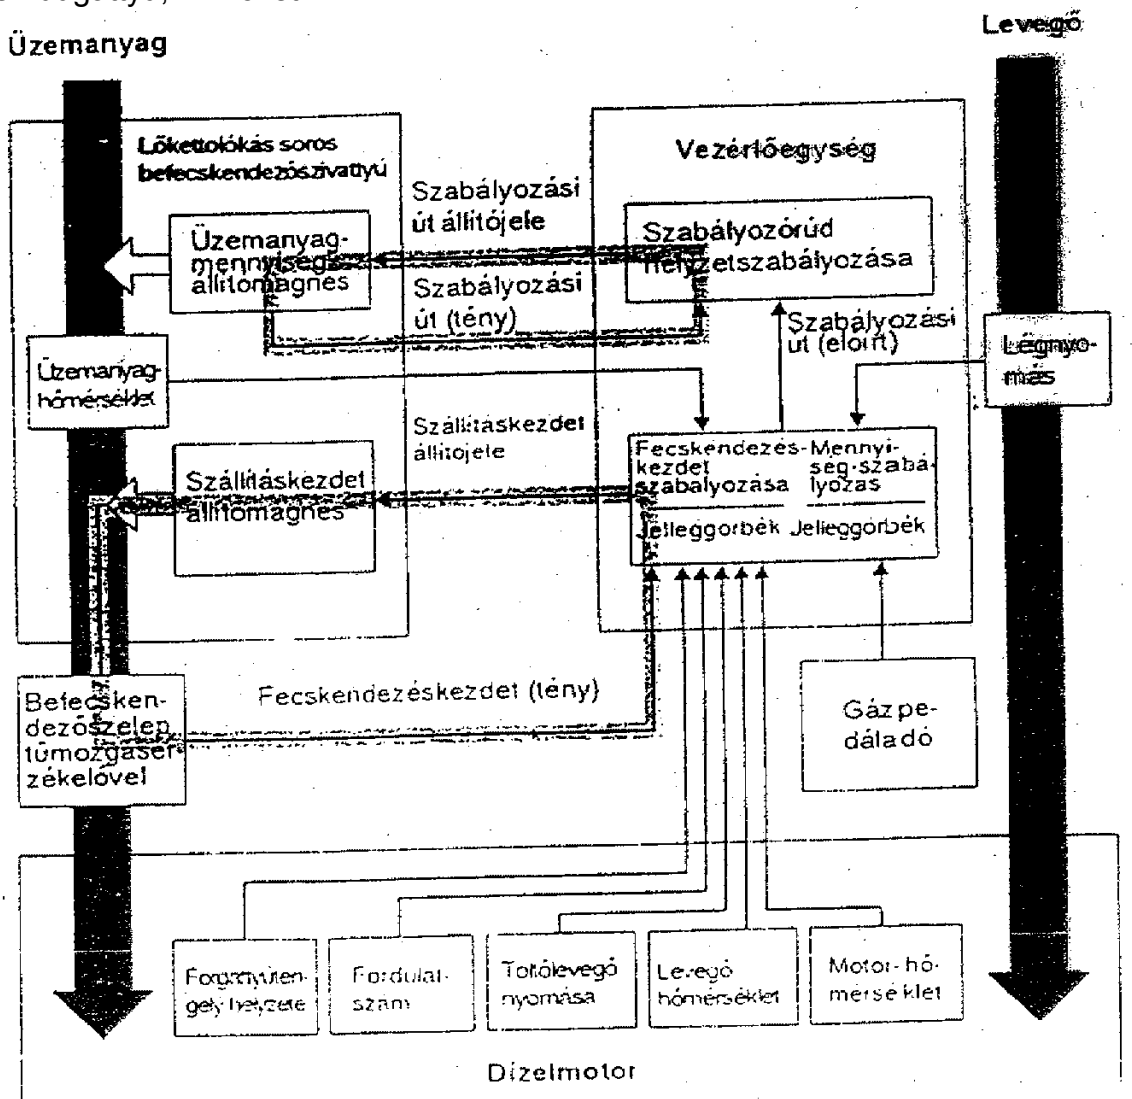 Üzemanyag
Levegő
Lökettolókás soros
befecskendezőszivattyú
Vezérlőegység
Szabályozási
út állítójele
Üzemanyag-
mennyiség-
állítómágnes
Szabályozórúd
helyzetszabályozása
Szabályozási
út (tény)
Szabályozási
út (előírt)
Légnyo-
más
Üzemanyag-
hőmérséklet
Szállításkezdet
állítójele
Fecskendezés-
kezdet
szabályozása
Mennyi-
ség-szabá-
lyozás
Jelleggörbék
Jelleggörbék
Szállításkezdet
állítómágnes
Fecskendezéskezdet (tény)
Befecsken-
dezőszelep
tűmozgásér-
zékelővel
Gázpe-
dáladó
Forgattyúten-
gely helyzete
Fordulat-
szám
Töltőlevegő
nyomása
Levegő
hőmérséklet
Motor-hő-
mérséklet
Dízelmotor